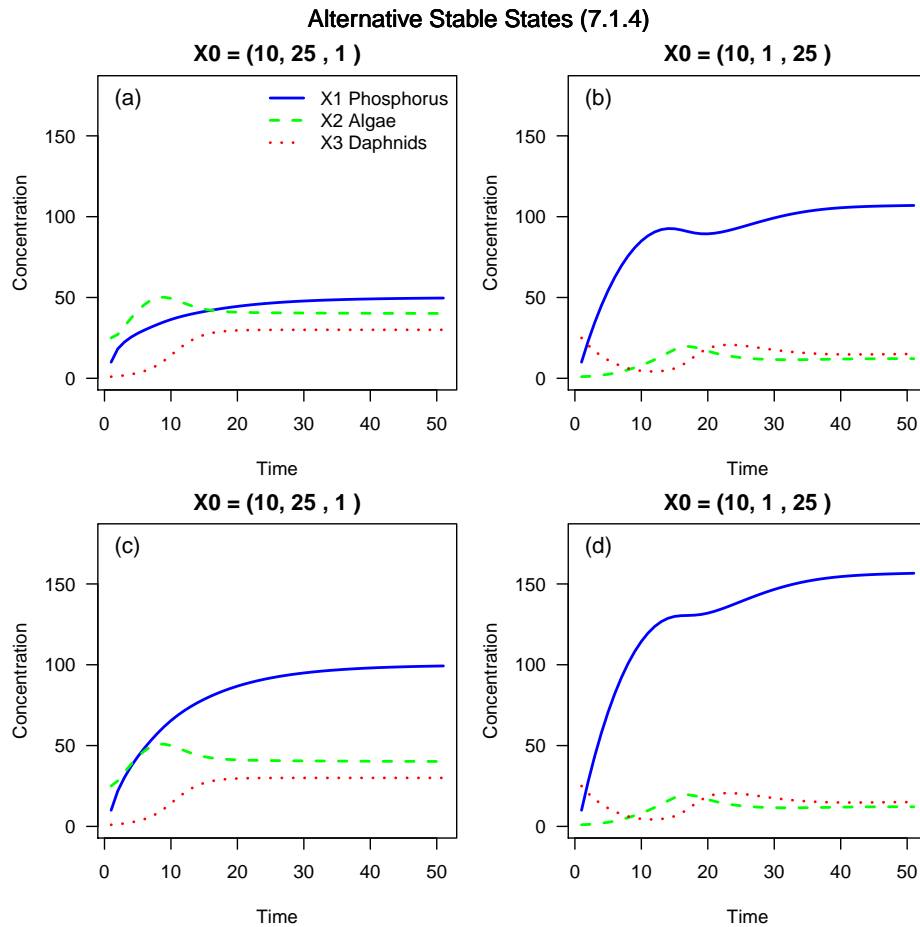 Alternative Stable States (7.1.4)
X0 = (10, 25 , 1 )
(a)
X1 Phosphorus
X2 Algae
X3 Daphnids
150
100
50
0
Concentration
0 10 20 30 40 50
Time
X0 = (10, 1 , 25 )
(b)
150
100
50
0
Concentration
0 10 20 30 40 50
Time
X0 = (10, 25 , 1 )
(c)
150
100
50
0
Concentration
0 10 20 30 40 50
Time
X0 = (10, 1 , 25 )
(d)
150
100
50
0
Concentration
0 10 20 30 40 50
Time